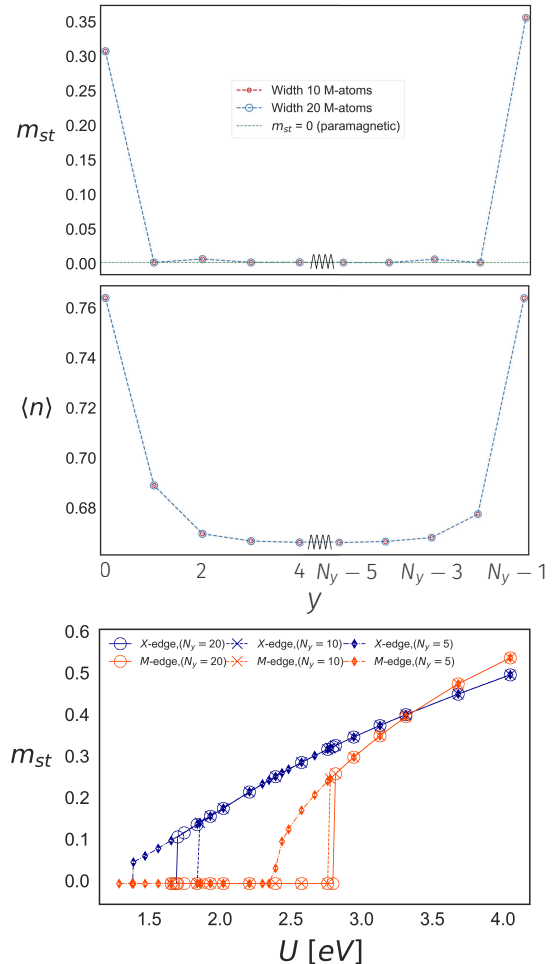 0.35
0.30
0.25
0.20
0.15
0.10
0.05
0.00
m_st
Width 10 M-atoms
Width 20 M-atoms
m_st = 0 (paramagnetic)
0.76
0.74
0.72
0.70
0.68
⟨n⟩
0 2 4 N_y − 5 N_y − 3 N_y − 1
y
0.6
0.5
0.4
0.3
0.2
0.1
0.0
m_st
X-edge,(N_y = 20) X-edge,(N_y = 10) X-edge,(N_y = 5)
M-edge,(N_y = 20) M-edge,(N_y = 10) M-edge,(N_y = 5)
1.5 2.0 2.5 3.0 3.5 4.0
U [eV]